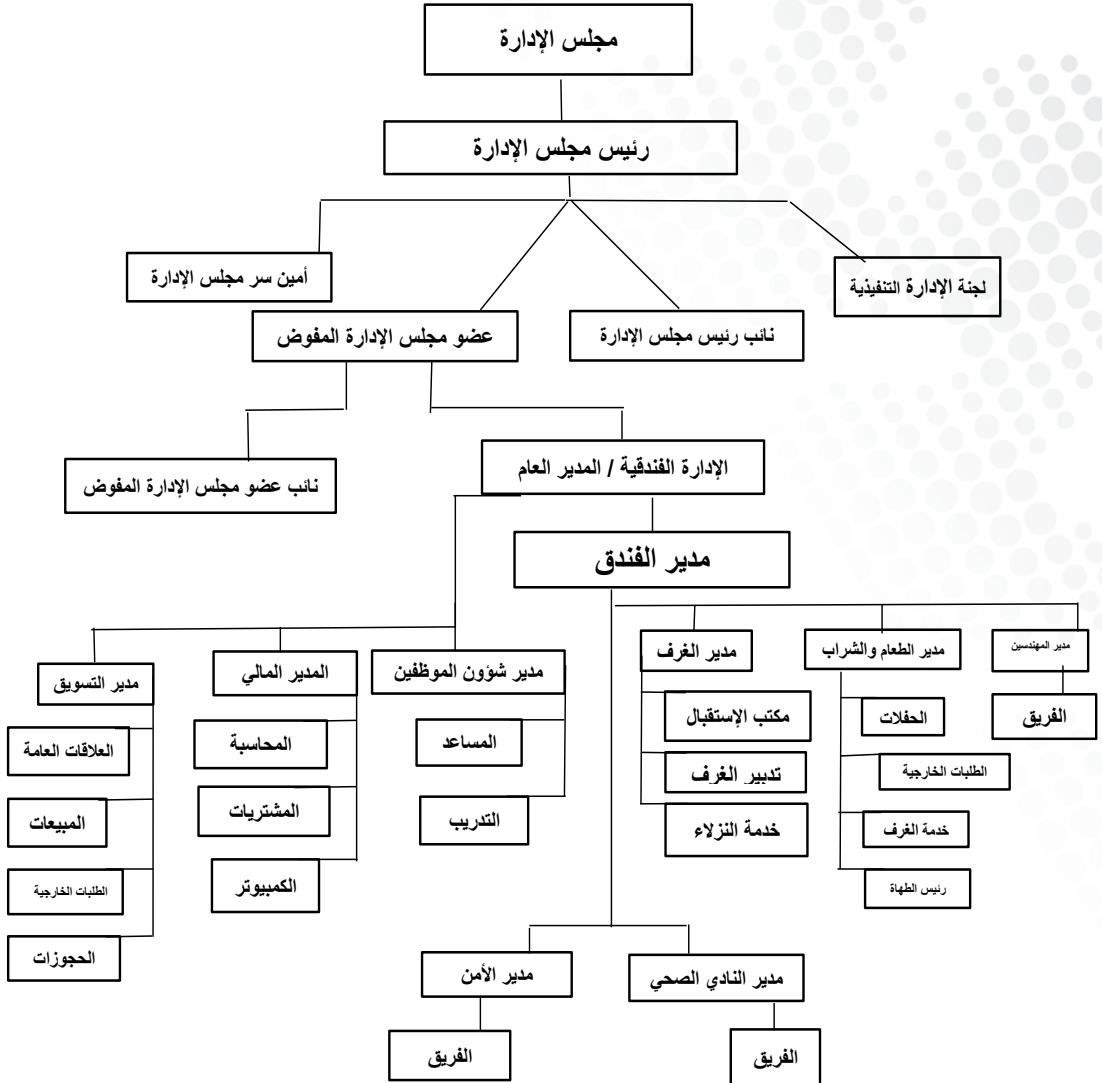 مجلس الإدارة
رئيس مجلس الإدارة
لجنة الإدارة التنفيذية
أمين سر مجلس الإدارة
نائب رئيس مجلس الإدارة
عضو مجلس الإدارة المفوض
الإدارة الفندقية / المدير العام
نائب عضو مجلس الإدارة المفوض
مدير الفندق
مدير المهندسين
مدير الطعام والشراب
مدير الغرف
مدير شؤون الموظفين
المدير المالي
مدير التسويق
الفريق
الحفلات
مكتب الإستقبال
المساعد
المحاسبة
العلاقات العامة
الطلبات الخارجية
تدبير الغرف
خدمة الغرف
خدمة النزلاء
التدريب
المشتريات
المبيعات
رئيس الطهاة
الكمبيوتر
الطلبات الخارجية
الحجوزات
مدير النادي الصحي
مدير الأمن
الفريق
الفريق